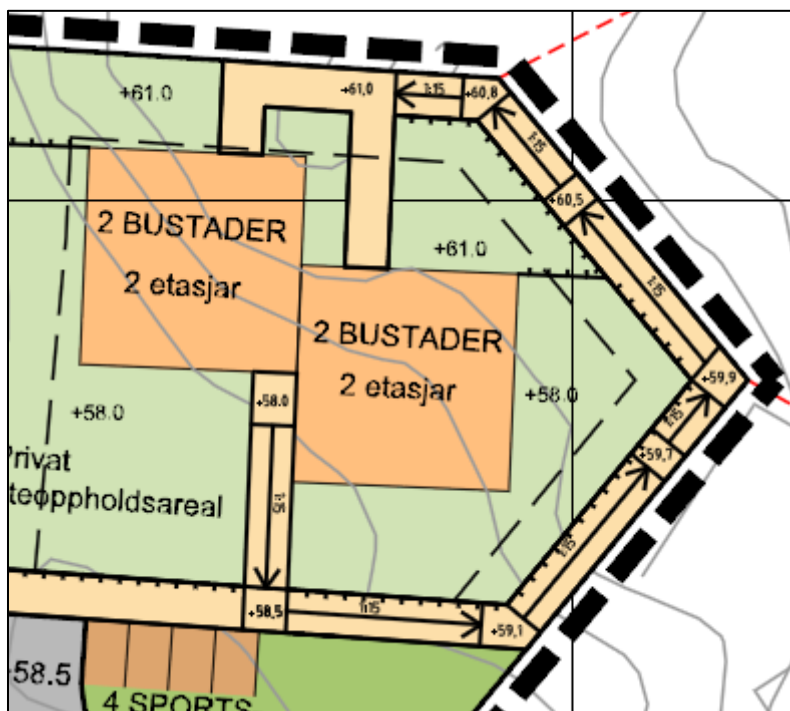 +61.0
+61,0
1:15
+60,8
1:15
+60,5
2 BUSTADER
2 etasjar
+61.0
1:15
2 BUSTADER
2 etasjar
+59,9
+58.0
+58.0
+58.0
1:15
+59,7
Privat
teoppholdsareal
1:15
1:15
+58,5
1:15
+59,1
-58.5
4 SPORTS